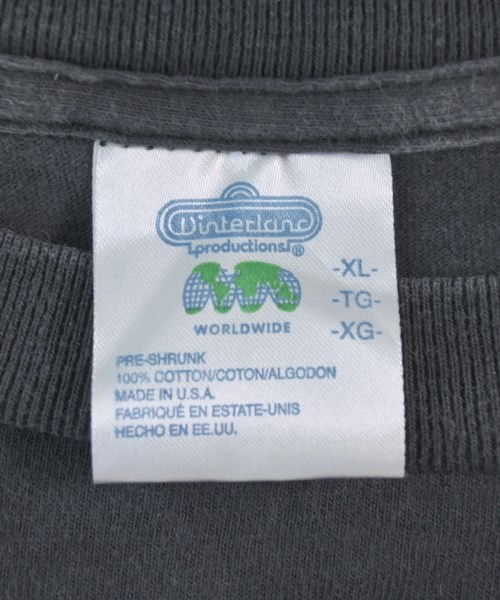 Winterland
productions®
WORLDWIDE
-XL-
-TG-
-XG-
PRE-SHRUNK
100% COTTON/COTON/ALGODON
MADE IN U.S.A.
FABRIQUÉ EN ESTATE-UNIS
HECHO EN EE.UU.